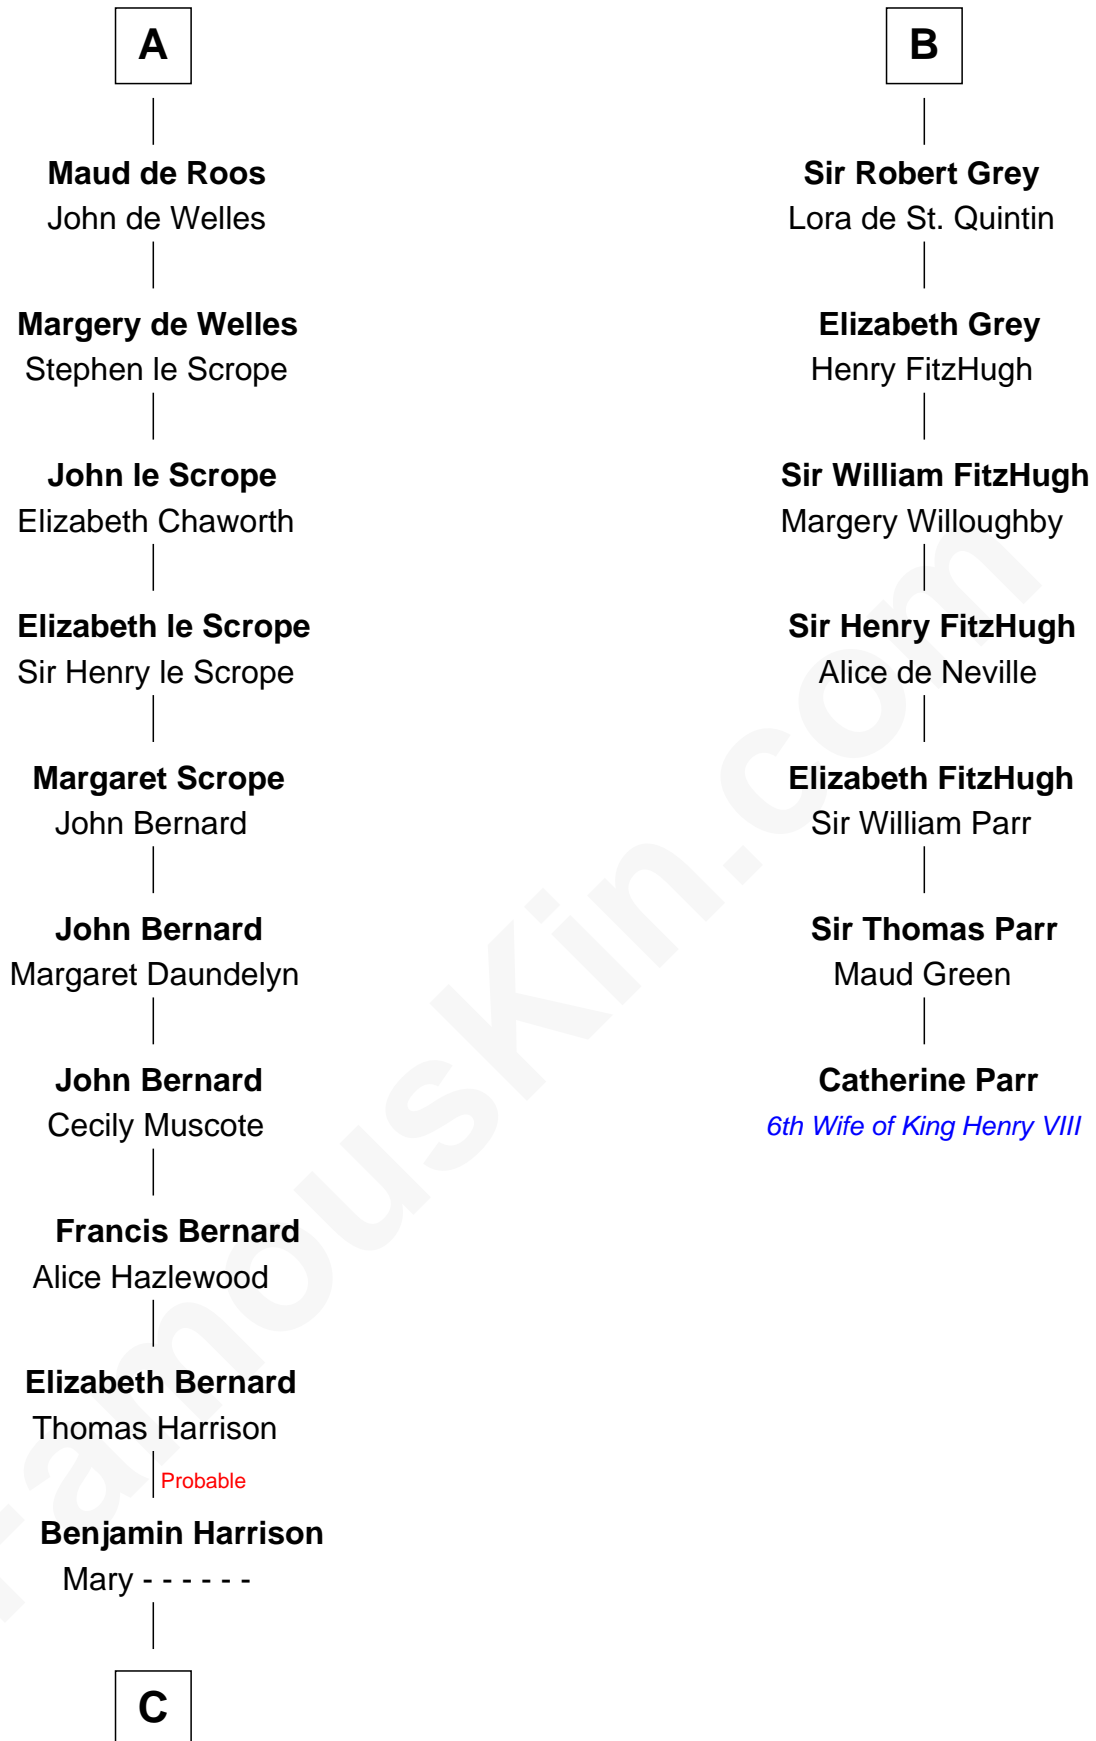 A
Maud de Roos
John de Welles
Margery de Welles
Stephen le Scrope
John le Scrope
Elizabeth Chaworth
Elizabeth le Scrope
Sir Henry le Scrope
Margaret Scrope
John Bernard
John Bernard
Margaret Daundelyn
John Bernard
Cecily Muscote
Francis Bernard
Alice Hazlewood
Elizabeth Bernard
Thomas Harrison
Probable
Benjamin Harrison
Mary - - - - - -
C
B
Sir Robert Grey
Lora de St. Quintin
Elizabeth Grey
Henry FitzHugh
Sir William FitzHugh
Margery Willoughby
Sir Henry FitzHugh
Alice de Neville
Elizabeth FitzHugh
Sir William Parr
Sir Thomas Parr
Maud Green
Catherine Parr
6th Wife of King Henry VIII
FamousKin.com